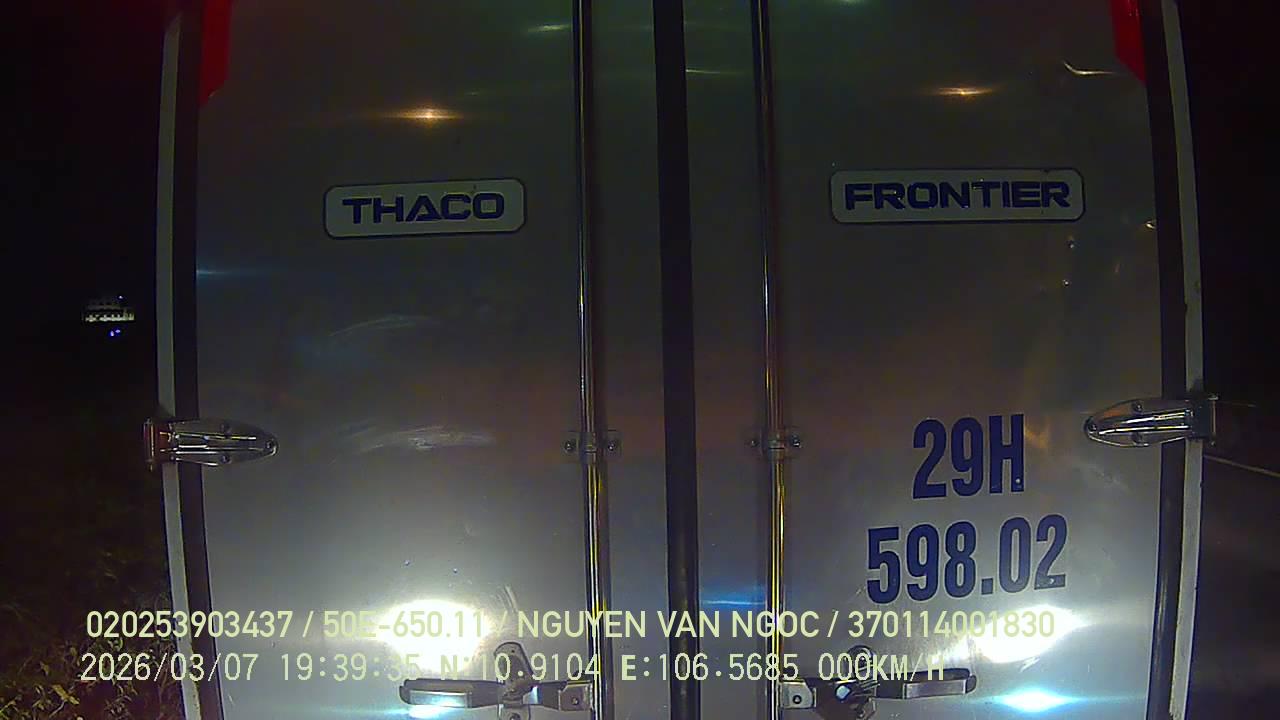 THACO
FRONTIER
29H
598.02
020253903437 / 50E-650.11 / NGUYEN VAN NGOC / 370114001830
2026/03/07 19:39:35 N:10.9104 E:106.5685 000KM/H